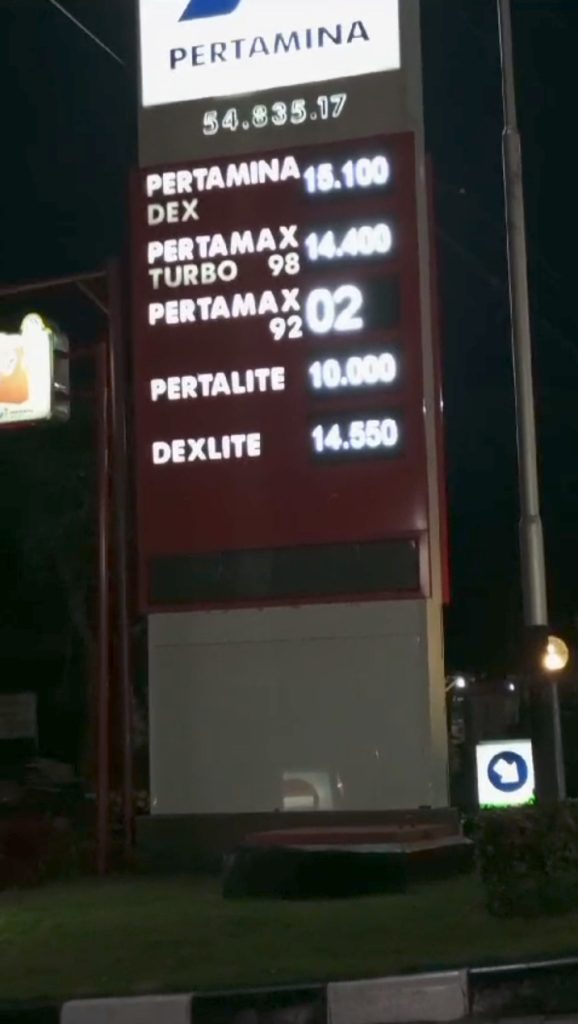 PERTAMINA
54.835.17
PERTAMINA 15.100
DEX
PERTAMAX 14.400
TURBO 98
PERTAMAX 02
92
PERTALITE 10.000
DEXLITE 14.550